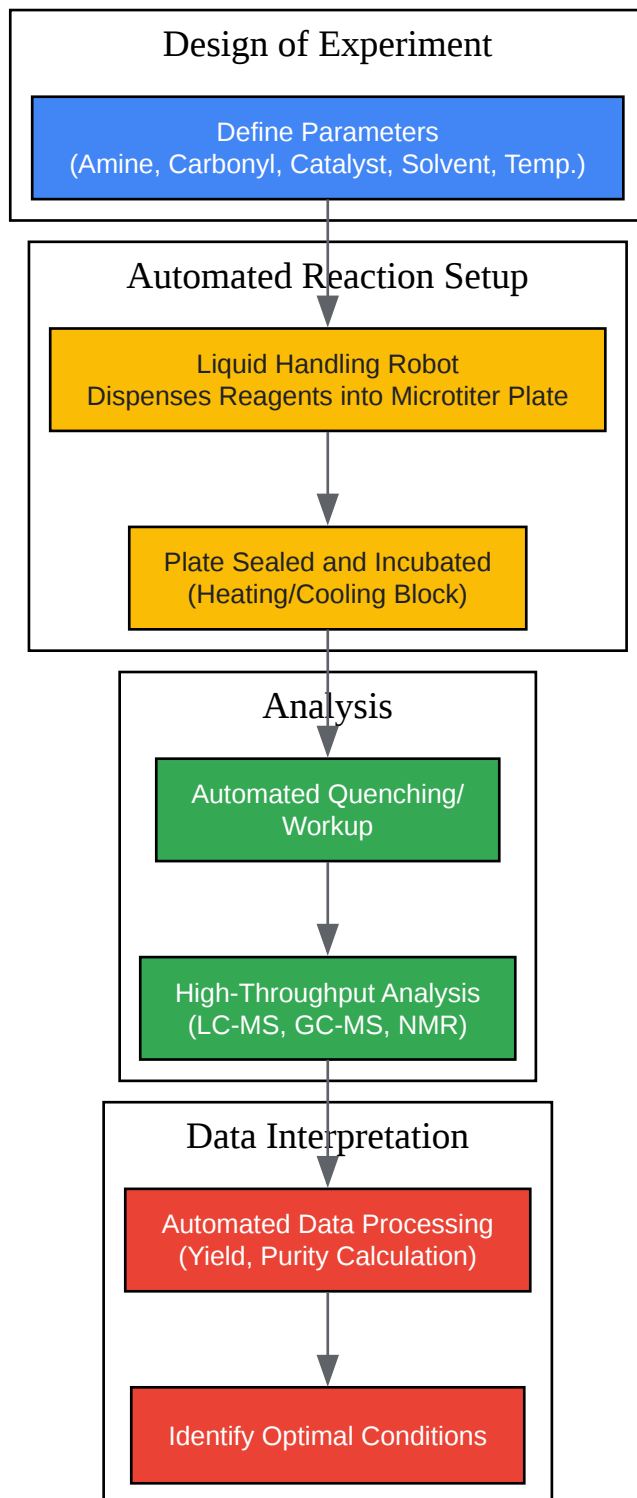 Design of Experiment
Define Parameters
(Amine, Carbonyl, Catalyst, Solvent, Temp.)
Automated Reaction Setup
Liquid Handling Robot
Dispenses Reagents into Microtiter Plate
Plate Sealed and Incubated
(Heating/Cooling Block)
Analysis
Automated Quenching/
Workup
High-Throughput Analysis
(LC-MS, GC-MS, NMR)
Data Interpretation
Automated Data Processing
(Yield, Purity Calculation)
Identify Optimal Conditions